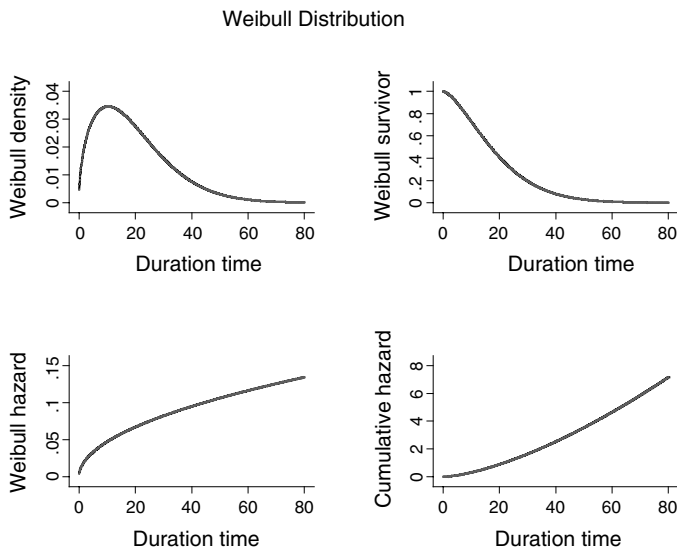 Weibull Distribution
Weibull density
0 .01 .02 .03 .04
0 20 40 60 80
Duration time
Weibull survivor
0 .2 .4 .6 .8 1
0 20 40 60 80
Duration time
Weibull hazard
0 .05 .1 .15
0 20 40 60 80
Duration time
Cumulative hazard
0 2 4 6 8
0 20 40 60 80
Duration time